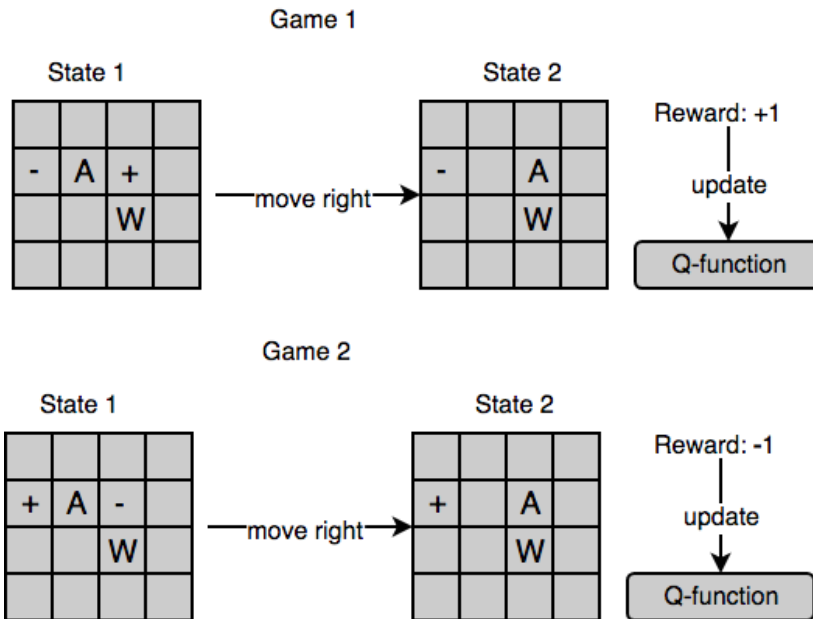 Game 1
State 1
State 2
Reward: +1
- A +
W
move right
- A
W
update
Q-function
Game 2
State 1
State 2
Reward: -1
+ A -
W
move right
+ A
W
update
Q-function